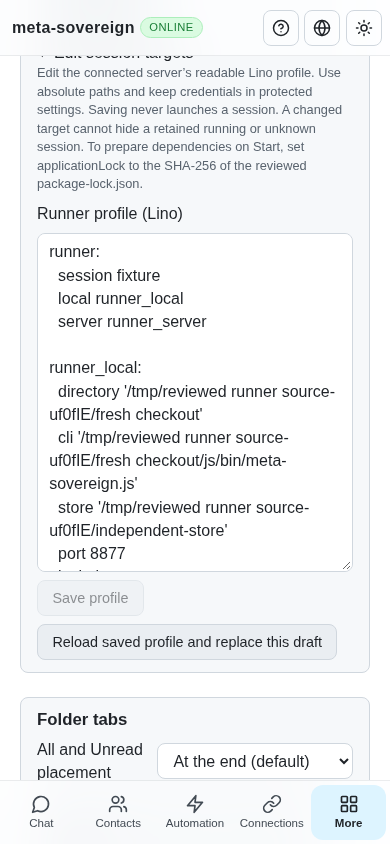 meta-sovereign ONLINE
Edit session targets
Edit the connected server’s readable Lino profile. Use
absolute paths and keep credentials in protected
settings. Saving never launches a session. A changed
target cannot hide a retained running or unknown
session. To prepare dependencies on Start, set
applicationLock to the SHA-256 of the reviewed
package-lock.json.
Runner profile (Lino)
runner:
session fixture
local runner_local
server runner_server
runner_local:
directory '/tmp/reviewed runner source-
uf0fIE/fresh checkout'
cli '/tmp/reviewed runner source-
uf0fIE/fresh checkout/js/bin/meta-
sovereign.js'
store '/tmp/reviewed runner source-
uf0fIE/independent-store'
port 8877
Save profile
Reload saved profile and replace this draft
Folder tabs
All and Unread
placement
At the end (default)
Chat Contacts Automation Connections More